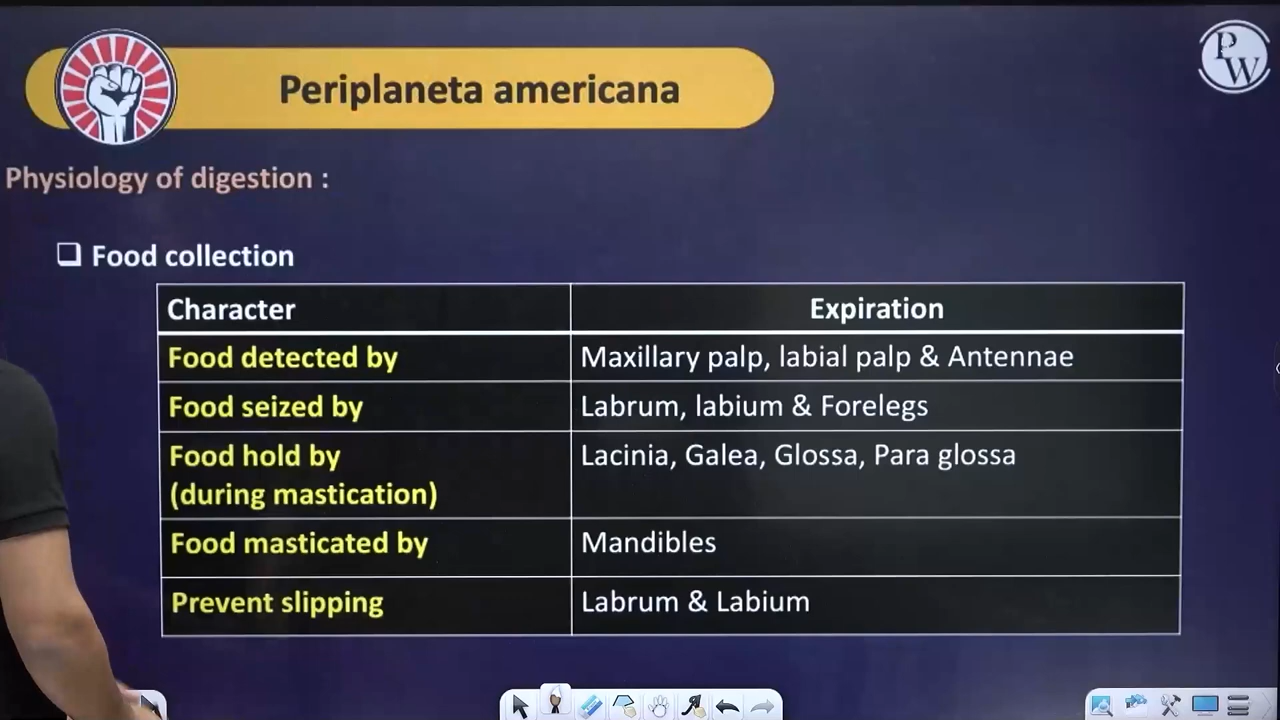 Periplaneta americana
PW
Physiology of digestion :
❑ Food collection
Character Expiration
Food detected by Maxillary palp, labial palp & Antennae
Food seized by Labrum, labium & Forelegs
Food hold by Lacinia, Galea, Glossa, Para glossa
(during mastication)
Food masticated by Mandibles
Prevent slipping Labrum & Labium